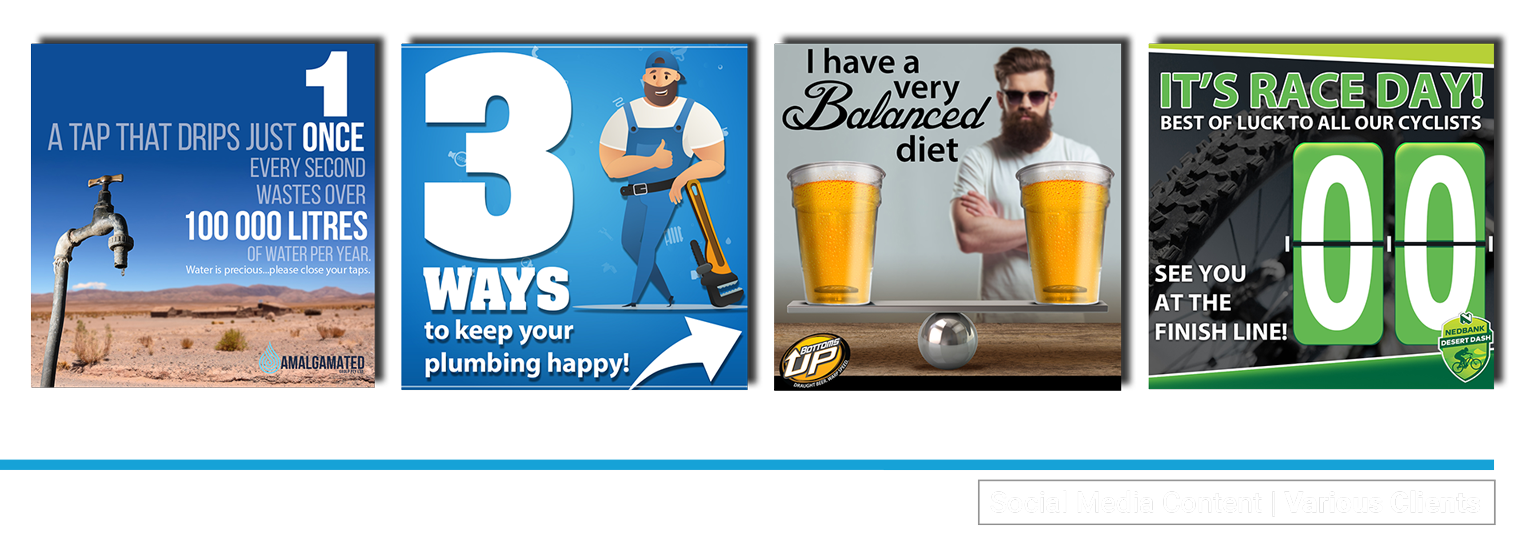 1
A TAP THAT DRIPS JUST ONCE
EVERY SECOND
WASTES OVER
100 000 LITRES
OF WATER PER YEAR.
Water is precious...please close your taps.
AMALGAMATED
3
WAYS
to keep your
plumbing happy!
I have a
very
Balanced
diet
BOTTOMS
UP
DRAUGHT BEER. WARP SPEED.
IT'S RACE DAY!
BEST OF LUCK TO ALL OUR CYCLISTS
00
SEE YOU
AT THE
FINISH LINE!
NEDBANK
DESERT DASH
Social Media Content | Various Clients